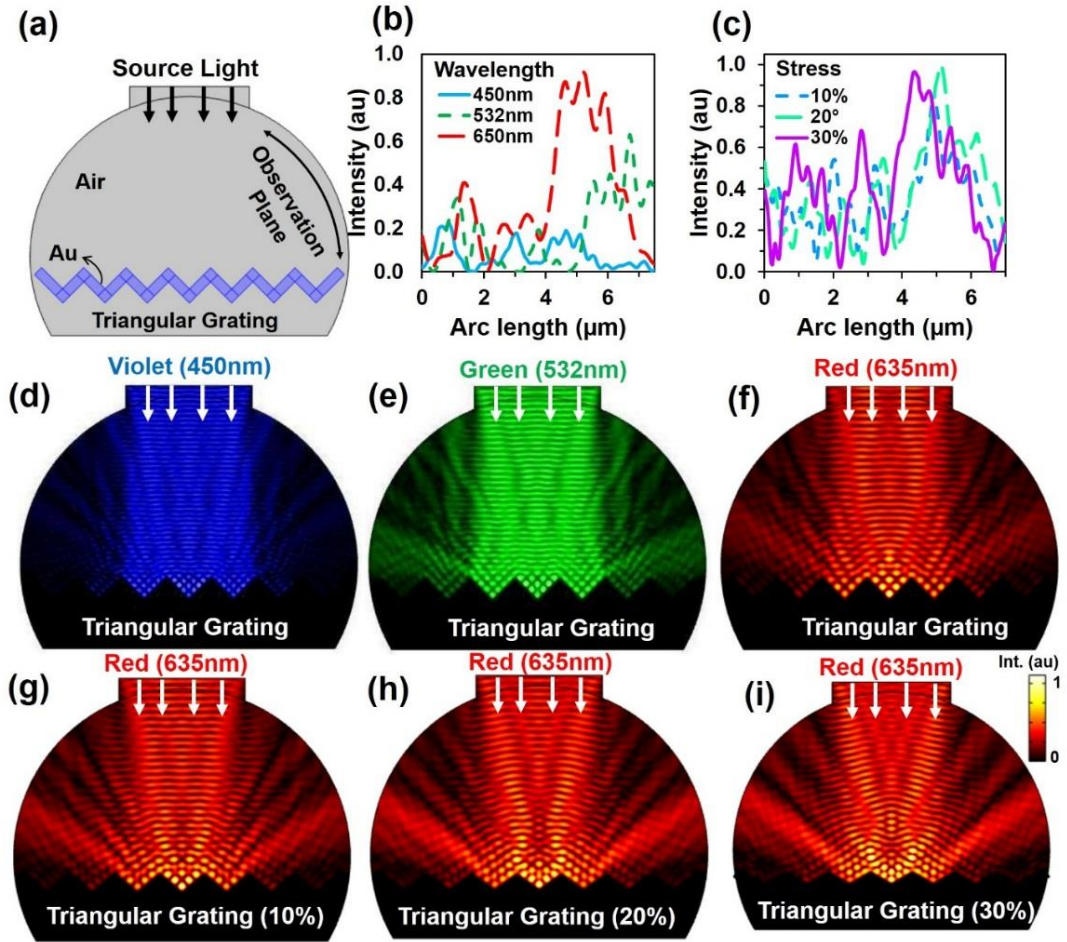 (a)
Source Light
Air
Observation
Plane
Au
Triangular Grating
(b)
Intensity (au)
1.0
0.8
0.6
0.4
0.2
0.0
Wavelength
450nm
532nm
650nm
0 2 4 6
Arc length (µm)
(c)
Intensity (au)
1.0
0.8
0.6
0.4
0.2
0.0
Stress
10%
20°
30%
0 2 4 6
Arc length (µm)
(d)
Violet (450nm)
Triangular Grating
(e)
Green (532nm)
Triangular Grating
(f)
Red (635nm)
Triangular Grating
(g)
Red (635nm)
Triangular Grating (10%)
(h)
Red (635nm)
Triangular Grating (20%)
(i)
Red (635nm)
Int. (au)
1
0
Triangular Grating (30%)